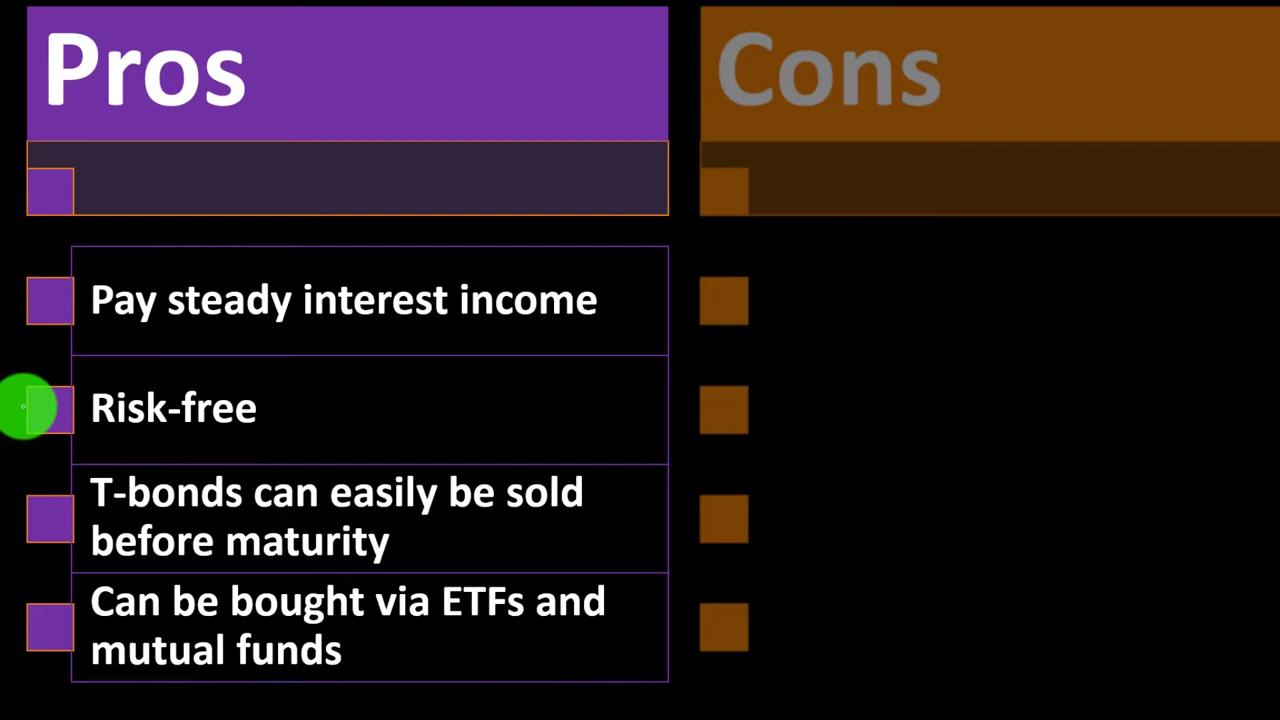 Pros
Cons
Pay steady interest income
Risk-free
T-bonds can easily be sold
before maturity
Can be bought via ETFs and
mutual funds